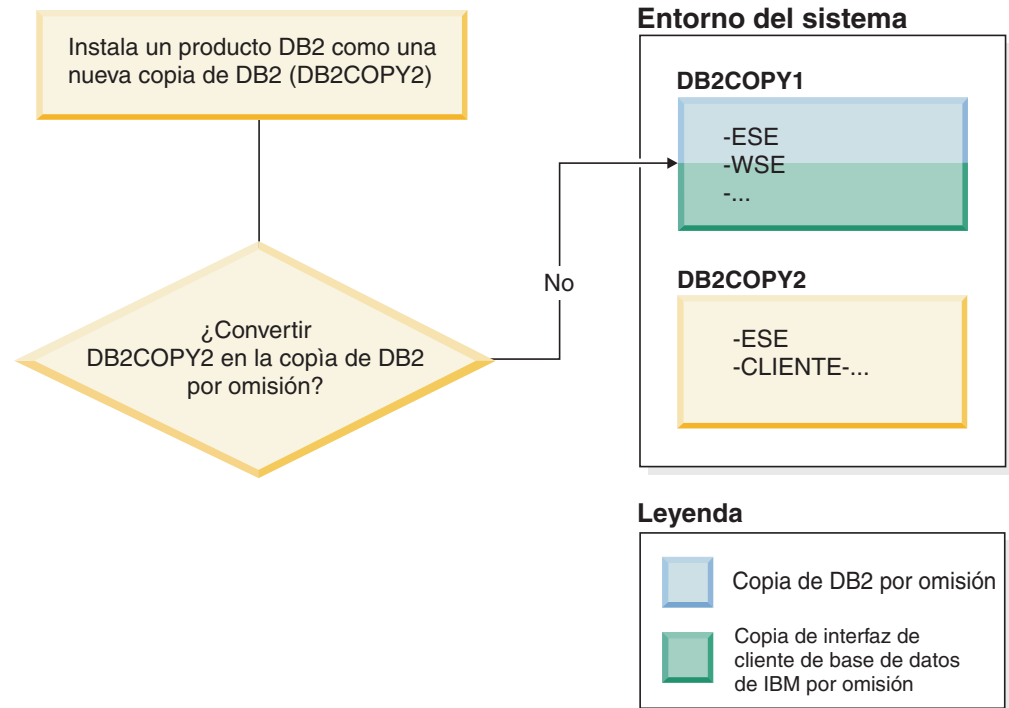 Instala un producto DB2 como una
nueva copia de DB2 (DB2COPY2)
¿Convertir
DB2COPY2 en la copìa de DB2
por omisión?
No
Entorno del sistema
DB2COPY1
-ESE
-WSE
-...
DB2COPY2
-ESE
-CLIENTE-...
Leyenda
Copia de DB2 por omisión
Copia de interfaz de
cliente de base de datos
de IBM por omisión